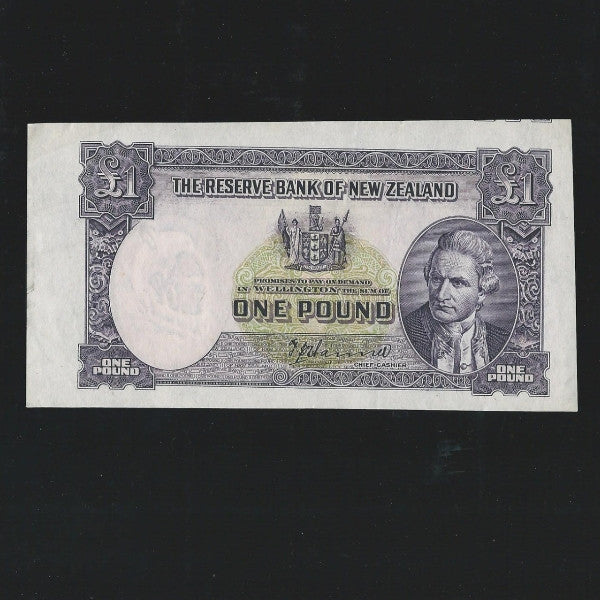 £1 £1
THE RESERVE BANK OF NEW ZEALAND
PROMISES TO PAY ON DEMAND
IN WELLINGTON THE SUM OF
ONE POUND
CHIEF CASHIER
ONE POUND
ONE POUND